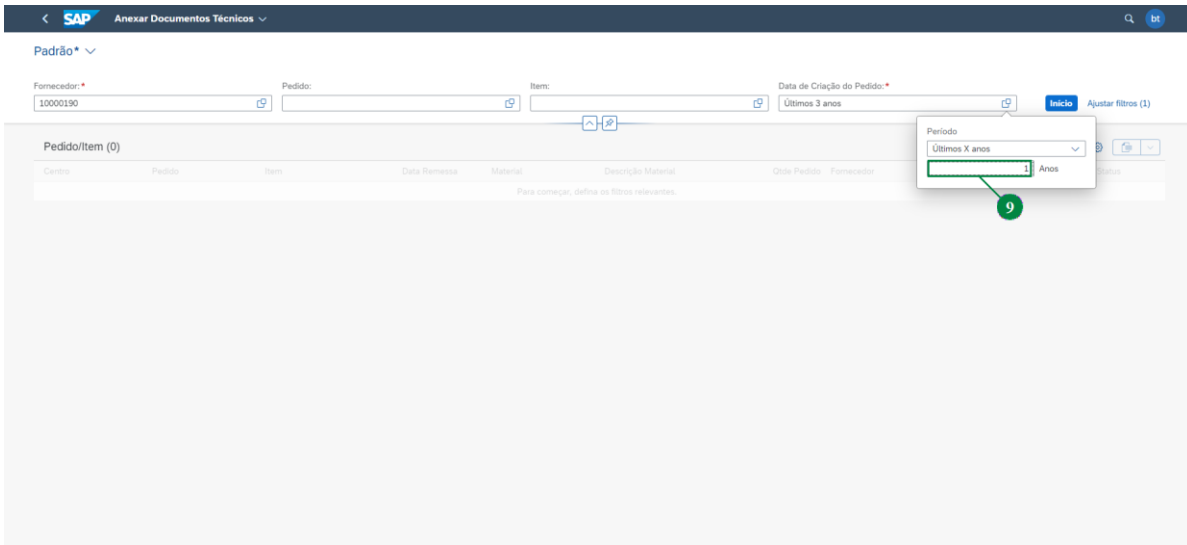 SAP Anexar Documentos Técnicos bt
Padrão*
Fornecedor:* Pedido: Item: Data de Criação do Pedido:*
10000190 Últimos 3 anos Início Ajustar filtros (1)
Período
Pedido/Item (0) Últimos X anos
Centro Pedido Item Data Remessa Material Descrição Material Qtde Pedido Fornecedor 1 Anos Status
Para começar, defina os filtros relevantes.
9